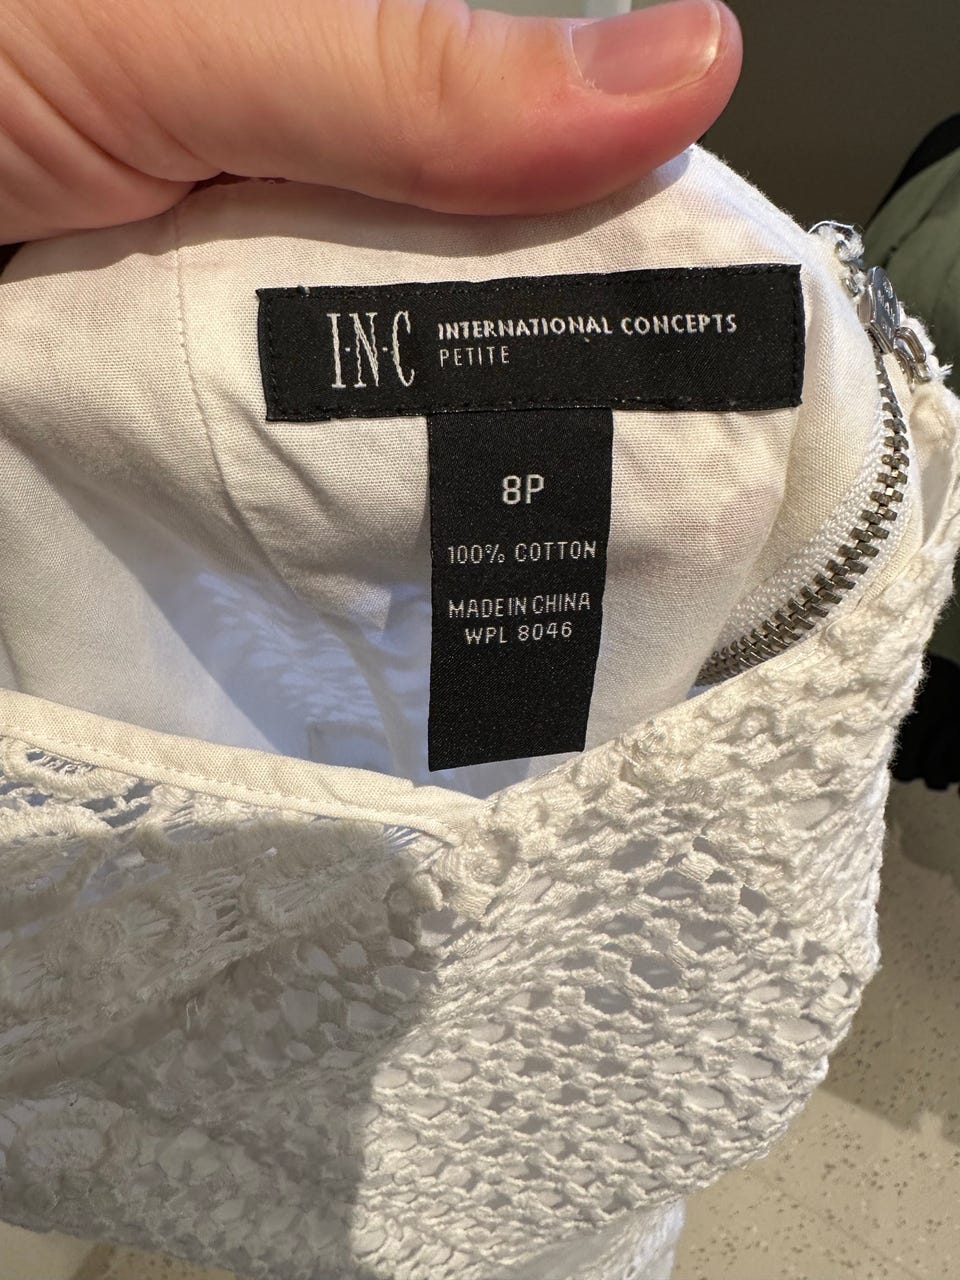 I·N·C INTERNATIONAL CONCEPTS
PETITE
8P
100% COTTON
MADE IN CHINA
WPL 8046